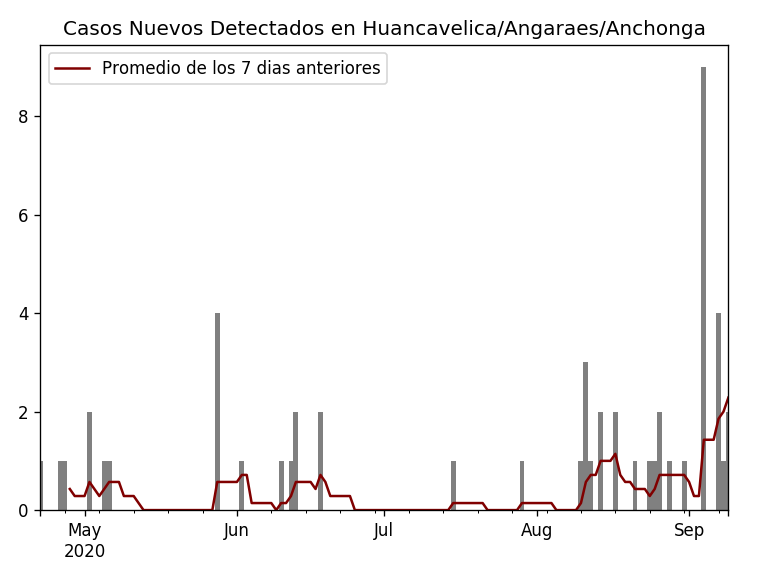 Casos Nuevos Detectados en Huancavelica/Angaraes/Anchonga
Promedio de los 7 dias anteriores
8
6
4
2
0
May Jun Jul Aug Sep
2020